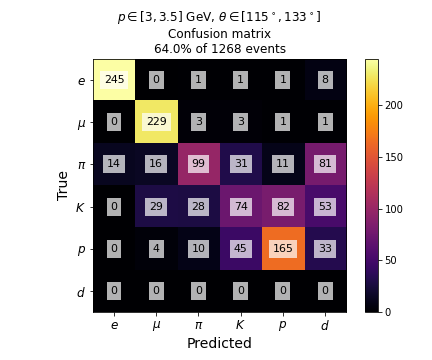 p ∈ [3, 3.5] GeV, θ ∈ [115°, 133°]
Confusion matrix
64.0% of 1268 events
True
e 245 0 1 1 1 8
μ 0 229 3 3 1 1
π 14 16 99 31 11 81
K 0 29 28 74 82 53
p 0 4 10 45 165 33
d 0 0 0 0 0 0
e μ π K p d
Predicted
200
150
100
50
0